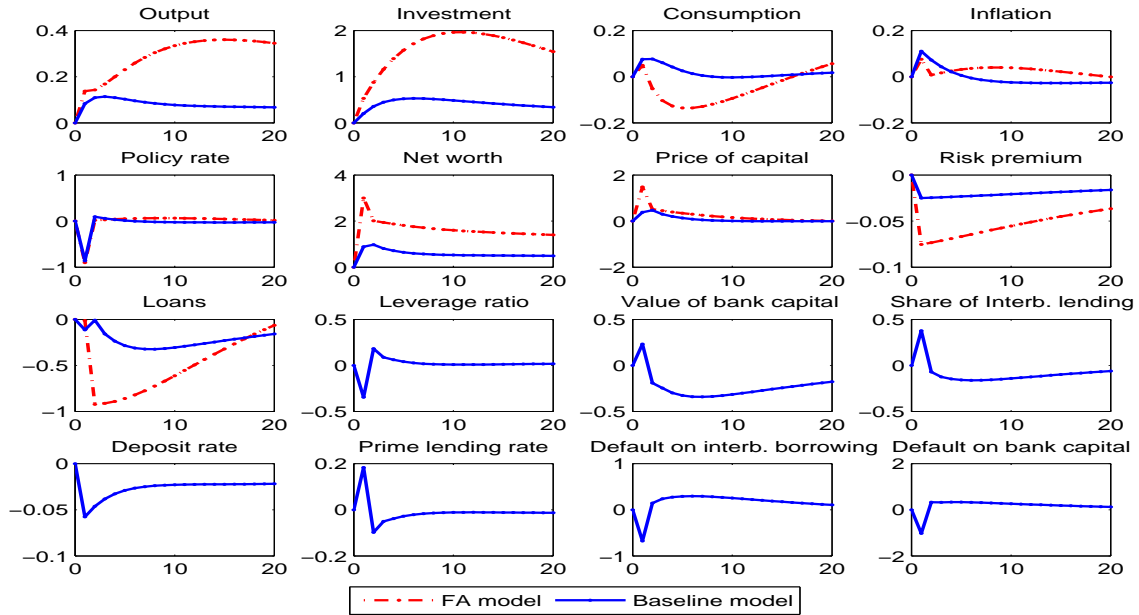 Output Investment Consumption Inflation
0.4 2 0.2 0.2
0.2 1 0 0
0 0 −0.2 −0.2
0 10 20 0 10 20 0 10 20 0 10 20
Policy rate Net worth Price of capital Risk premium
1 4 2 0
0 2 0 −0.05
−1 0 −2 −0.1
0 10 20 0 10 20 0 10 20 0 10 20
Loans Leverage ratio Value of bank capital Share of Interb. lending
0 0.5 0.5 0.5
−0.5 0 0 0
−1 −0.5 −0.5 −0.5
0 10 20 0 10 20 0 10 20 0 10 20
Deposit rate Prime lending rate Default on interb. borrowing Default on bank capital
0 0.2 1 2
−0.05 0 0 0
−0.1 −0.2 −1 −2
0 10 20 0 10 20 0 10 20 0 10 20
FA model Baseline model